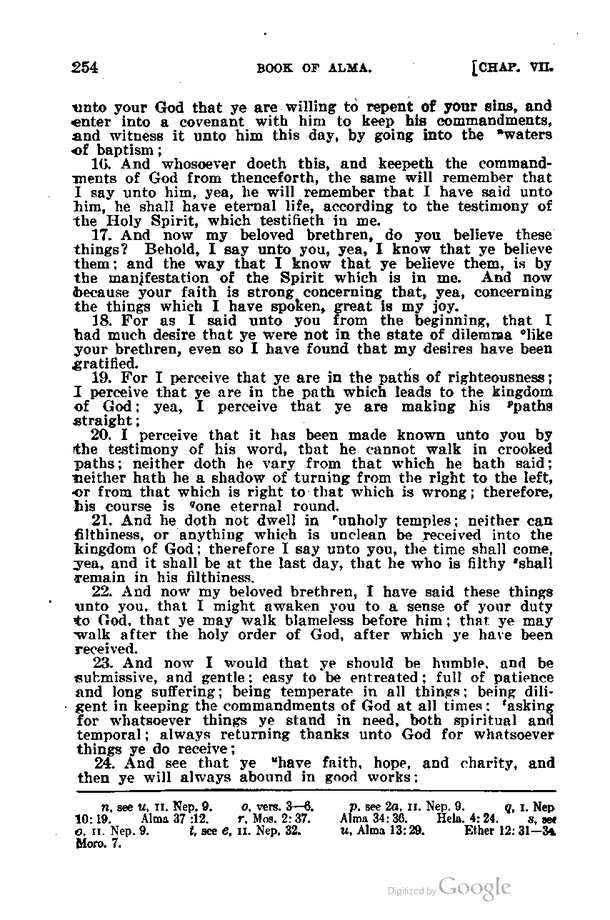 254 BOOK OF ALMA. [CHAP. VII.
unto your God that ye are willing to repent of your sins, and
enter into a covenant with him to keep his commandments,
and witness it unto him this day, by going into the ⁿwaters
of baptism;
16. And whosoever doeth this, and keepeth the command-
ments of God from thenceforth, the same will remember that
I say unto him, yea, he will remember that I have said unto
him, he shall have eternal life, according to the testimony of
the Holy Spirit, which testifieth in me.
17. And now my beloved brethren, do you believe these
things? Behold, I say unto you, yea, I know that ye believe
them; and the way that I know that ye believe them, is by
the manifestation of the Spirit which is in me. And now
because your faith is strong concerning that, yea, concerning
the things which I have spoken, great is my joy.
18. For as I said unto you from the beginning, that I
had much desire that ye were not in the state of dilemma ᵒlike
your brethren, even so I have found that my desires have been
gratified.
19. For I perceive that ye are in the paths of righteousness;
I perceive that ye are in the path which leads to the kingdom
of God; yea, I perceive that ye are making his ᵖpaths
straight;
20. I perceive that it has been made known unto you by
the testimony of his word, that he cannot walk in crooked
paths; neither doth he vary from that which he hath said;
neither hath he a shadow of turning from the right to the left,
or from that which is right to that which is wrong; therefore,
his course is qone eternal round.
21. And he doth not dwell in ʳunholy temples; neither can
filthiness, or anything which is unclean be received into the
kingdom of God; therefore I say unto you, the time shall come,
yea, and it shall be at the last day, that he who is filthy ˢshall
remain in his filthiness.
22. And now my beloved brethren, I have said these things
unto you, that I might awaken you to a sense of your duty
to God, that ye may walk blameless before him; that ye may
walk after the holy order of God, after which ye have been
received.
23. And now I would that ye should be humble, and be
submissive, and gentle; easy to be entreated; full of patience
and long suffering; being temperate in all things; being dili-
gent in keeping the commandments of God at all times; ᵗasking
for whatsoever things ye stand in need, both spiritual and
temporal; always returning thanks unto God for whatsoever
things ye do receive;
24. And see that ye ᵘhave faith, hope, and charity, and
then ye will always abound in good works;
n, see u, II. Nep. 9. o, vers. 3—6. p. see 2a, II. Nep. 9. q, I. Nep
10: 19. Alma 37 :12. r, Mos. 2: 37. Alma 34: 36. Hela. 4: 24. s, see
o, II. Nep. 9. t, see e, II. Nep. 32. u, Alma 13: 29. Ether 12: 31—34.
Moro. 7.
Digitized by Google